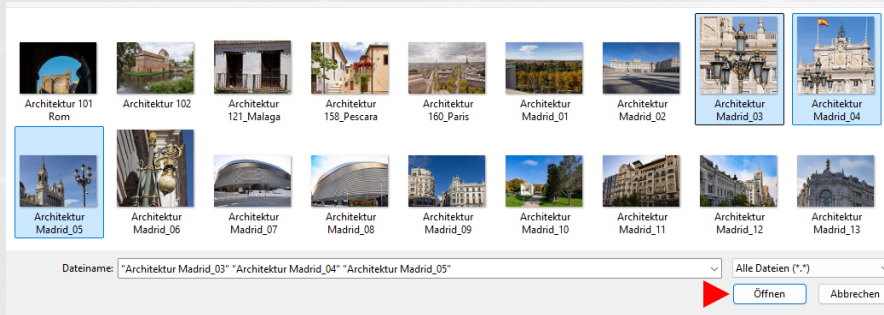 Architektur 101
Rom
Architektur 102
Architektur
121_Malaga
Architektur
158_Pescara
Architektur
160_Paris
Architektur
Madrid_01
Architektur
Madrid_02
Architektur
Madrid_03
Architektur
Madrid_04
Architektur
Madrid_05
Architektur
Madrid_06
Architektur
Madrid_07
Architektur
Madrid_08
Architektur
Madrid_09
Architektur
Madrid_10
Architektur
Madrid_11
Architektur
Madrid_12
Architektur
Madrid_13
Dateiname: "Architektur Madrid_03" "Architektur Madrid_04" "Architektur Madrid_05" Alle Dateien (*.*)
Öffnen Abbrechen